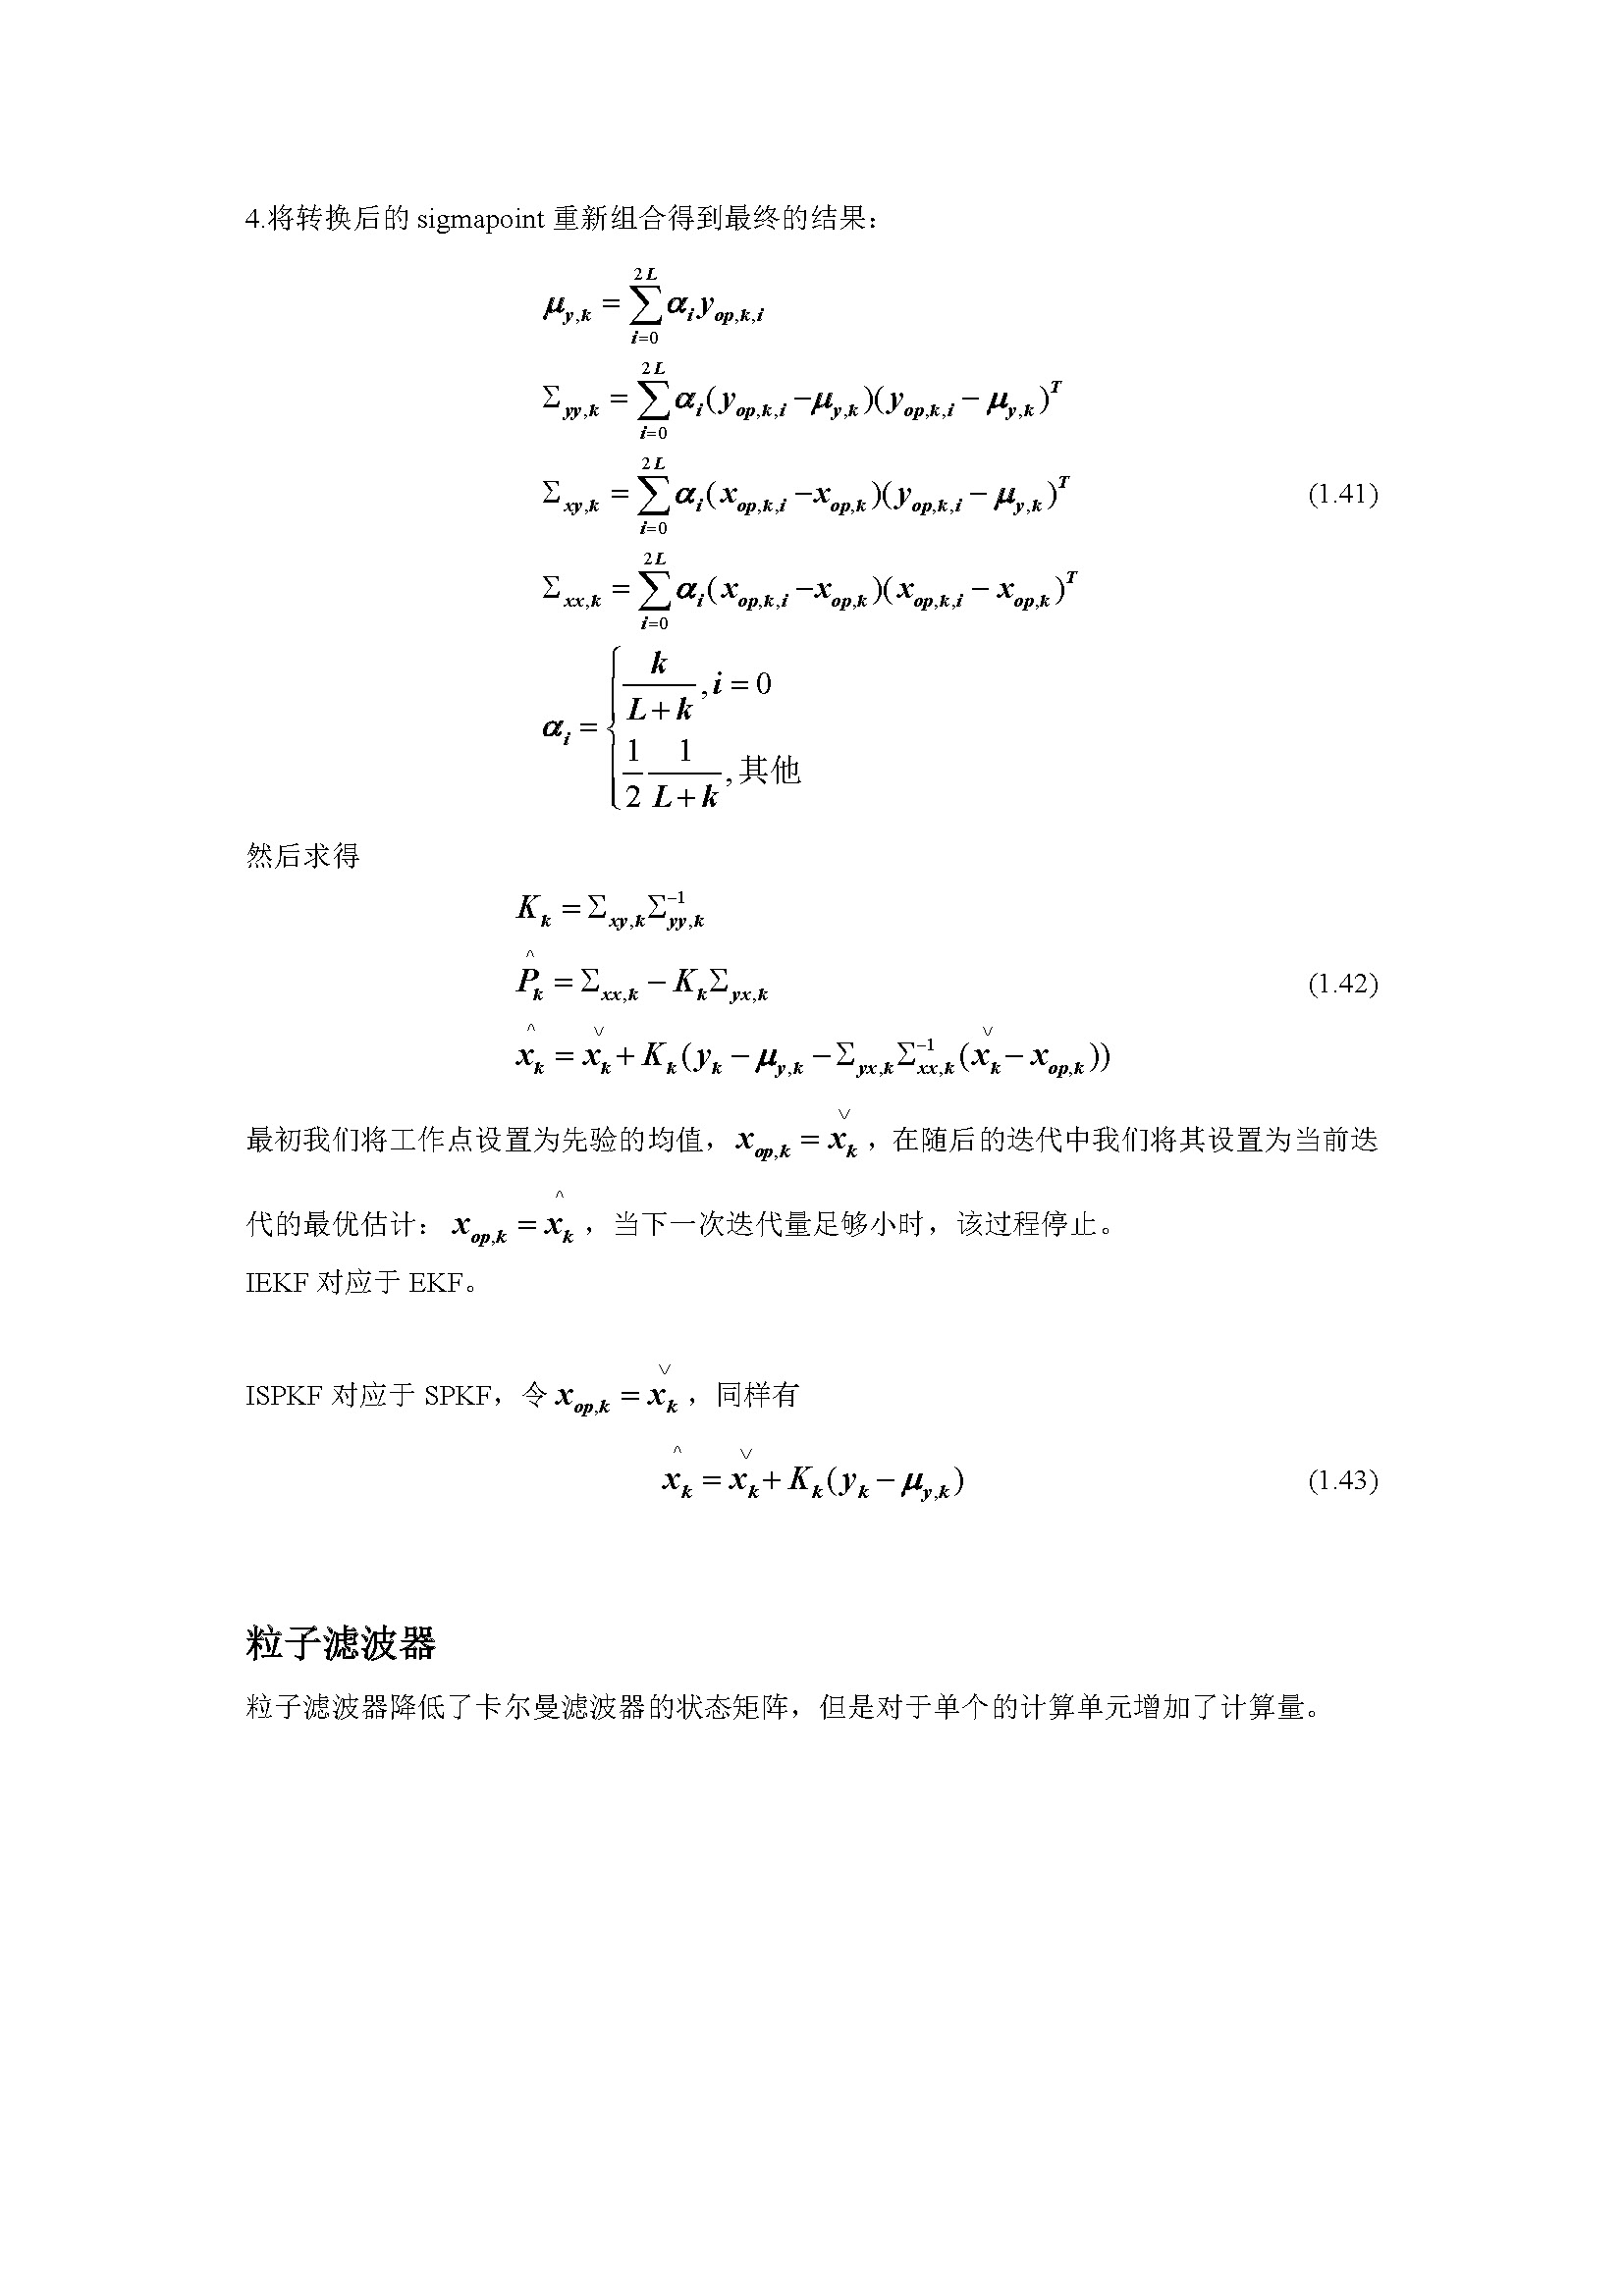 4.将转换后的 sigmapoint 重新组合得到最终的结果：
$\mu_{y,k} = \sum_{i=0}^{2L} \alpha_i y_{op,k,i}$
$\Sigma_{yy,k} = \sum_{i=0}^{2L} \alpha_i (y_{op,k,i} - \mu_{y,k})(y_{op,k,i} - \mu_{y,k})^T$
$\Sigma_{xy,k} = \sum_{i=0}^{2L} \alpha_i (x_{op,k,i} - x_{op,k})(y_{op,k,i} - \mu_{y,k})^T$ (1.41)
$\Sigma_{xx,k} = \sum_{i=0}^{2L} \alpha_i (x_{op,k,i} - x_{op,k})(x_{op,k,i} - x_{op,k})^T$
$\alpha_i = \begin{cases} \frac{k}{L+k}, i=0 \\ \frac{1}{2} \frac{1}{L+k}, 其他 \end{cases}$
然后求得
$K_k = \Sigma_{xy,k} \Sigma_{yy,k}^{-1}$
$\hat{P}_k = \Sigma_{xx,k} - K_k \Sigma_{yx,k}$ (1.42)
$\hat{x}_k = \check{x}_k + K_k (y_k - \mu_{y,k} - \Sigma_{yx,k} \Sigma_{xx,k}^{-1} (\check{x}_k - x_{op,k}))$
最初我们将工作点设置为先验的均值，$x_{op,k} = \check{x}_k$，在随后的迭代中我们将其设置为当前迭
代的最优估计：$x_{op,k} = \hat{x}_k$，当下一次迭代量足够小时，该过程停止。
IEKF 对应于 EKF。
ISPKF 对应于 SPKF，令 $x_{op,k} = \check{x}_k$，同样有
$\hat{x}_k = \check{x}_k + K_k (y_k - \mu_{y,k})$ (1.43)
粒子滤波器
粒子滤波器降低了卡尔曼滤波器的状态矩阵，但是对于单个的计算单元增加了计算量。